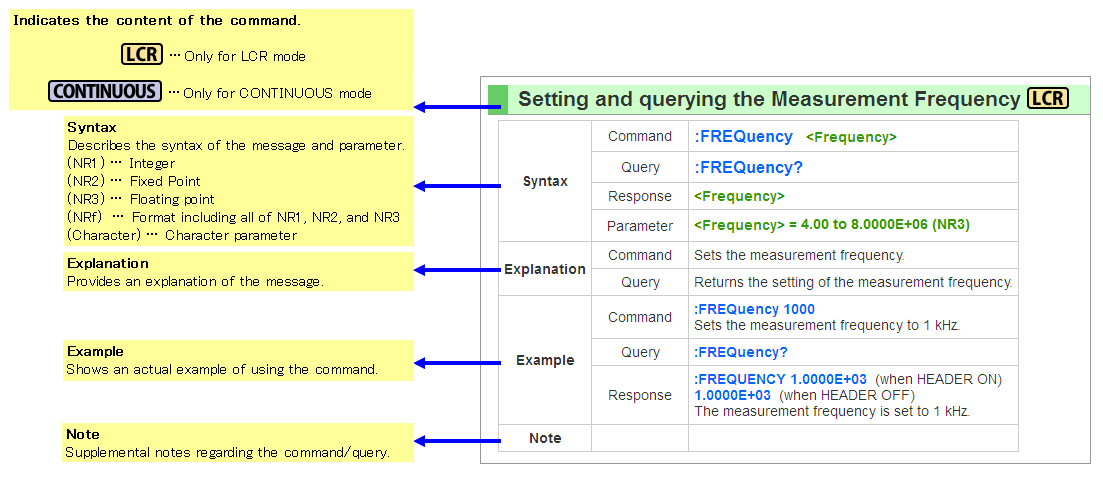 Indicates the content of the command.
LCR ... Only for LCR mode
CONTINUOUS ... Only for CONTINUOUS mode
Syntax
Describes the syntax of the message and parameter.
(NR1) ... Integer
(NR2) ... Fixed Point
(NR3) ... Floating point
(NRf) ... Format including all of NR1, NR2, and NR3
(Character) ... Character parameter
Explanation
Provides an explanation of the message.
Example
Shows an actual example of using the command.
Note
Supplemental notes regarding the command/query.
Setting and querying the Measurement Frequency LCR
Syntax
Command :FREQuency <Frequency>
Query :FREQuency?
Response <Frequency>
Parameter <Frequency> = 4.00 to 8.0000E+06 (NR3)
Explanation
Command Sets the measurement frequency.
Query Returns the setting of the measurement frequency.
Example
Command :FREQuency 1000
Sets the measurement frequency to 1 kHz.
Query :FREQuency?
Response :FREQUENCY 1.0000E+03 (when HEADER ON)
1.0000E+03 (when HEADER OFF)
The measurement frequency is set to 1 kHz.
Note